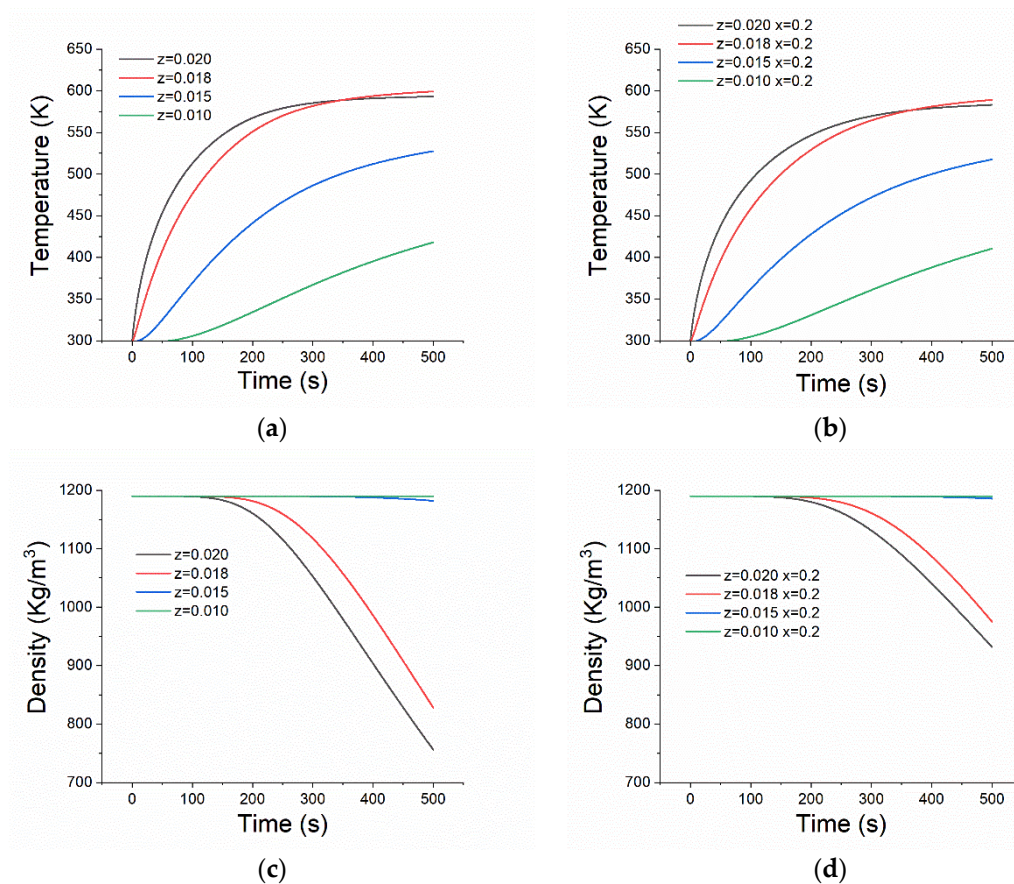 650
600
550
500
450
400
350
300
Temperature (K)
z=0.020
z=0.018
z=0.015
z=0.010
0 100 200 300 400 500
Time (s)
(a)
650
600
550
500
450
400
350
300
Temperature (K)
z=0.020 x=0.2
z=0.018 x=0.2
z=0.015 x=0.2
z=0.010 x=0.2
0 100 200 300 400 500
Time (s)
(b)
1200
1100
1000
900
800
700
Density (Kg/m³)
z=0.020
z=0.018
z=0.015
z=0.010
0 100 200 300 400 500
Time (s)
(c)
1200
1100
1000
900
800
700
Density (Kg/m³)
z=0.020 x=0.2
z=0.018 x=0.2
z=0.015 x=0.2
z=0.010 x=0.2
0 100 200 300 400 500
Time (s)
(d)